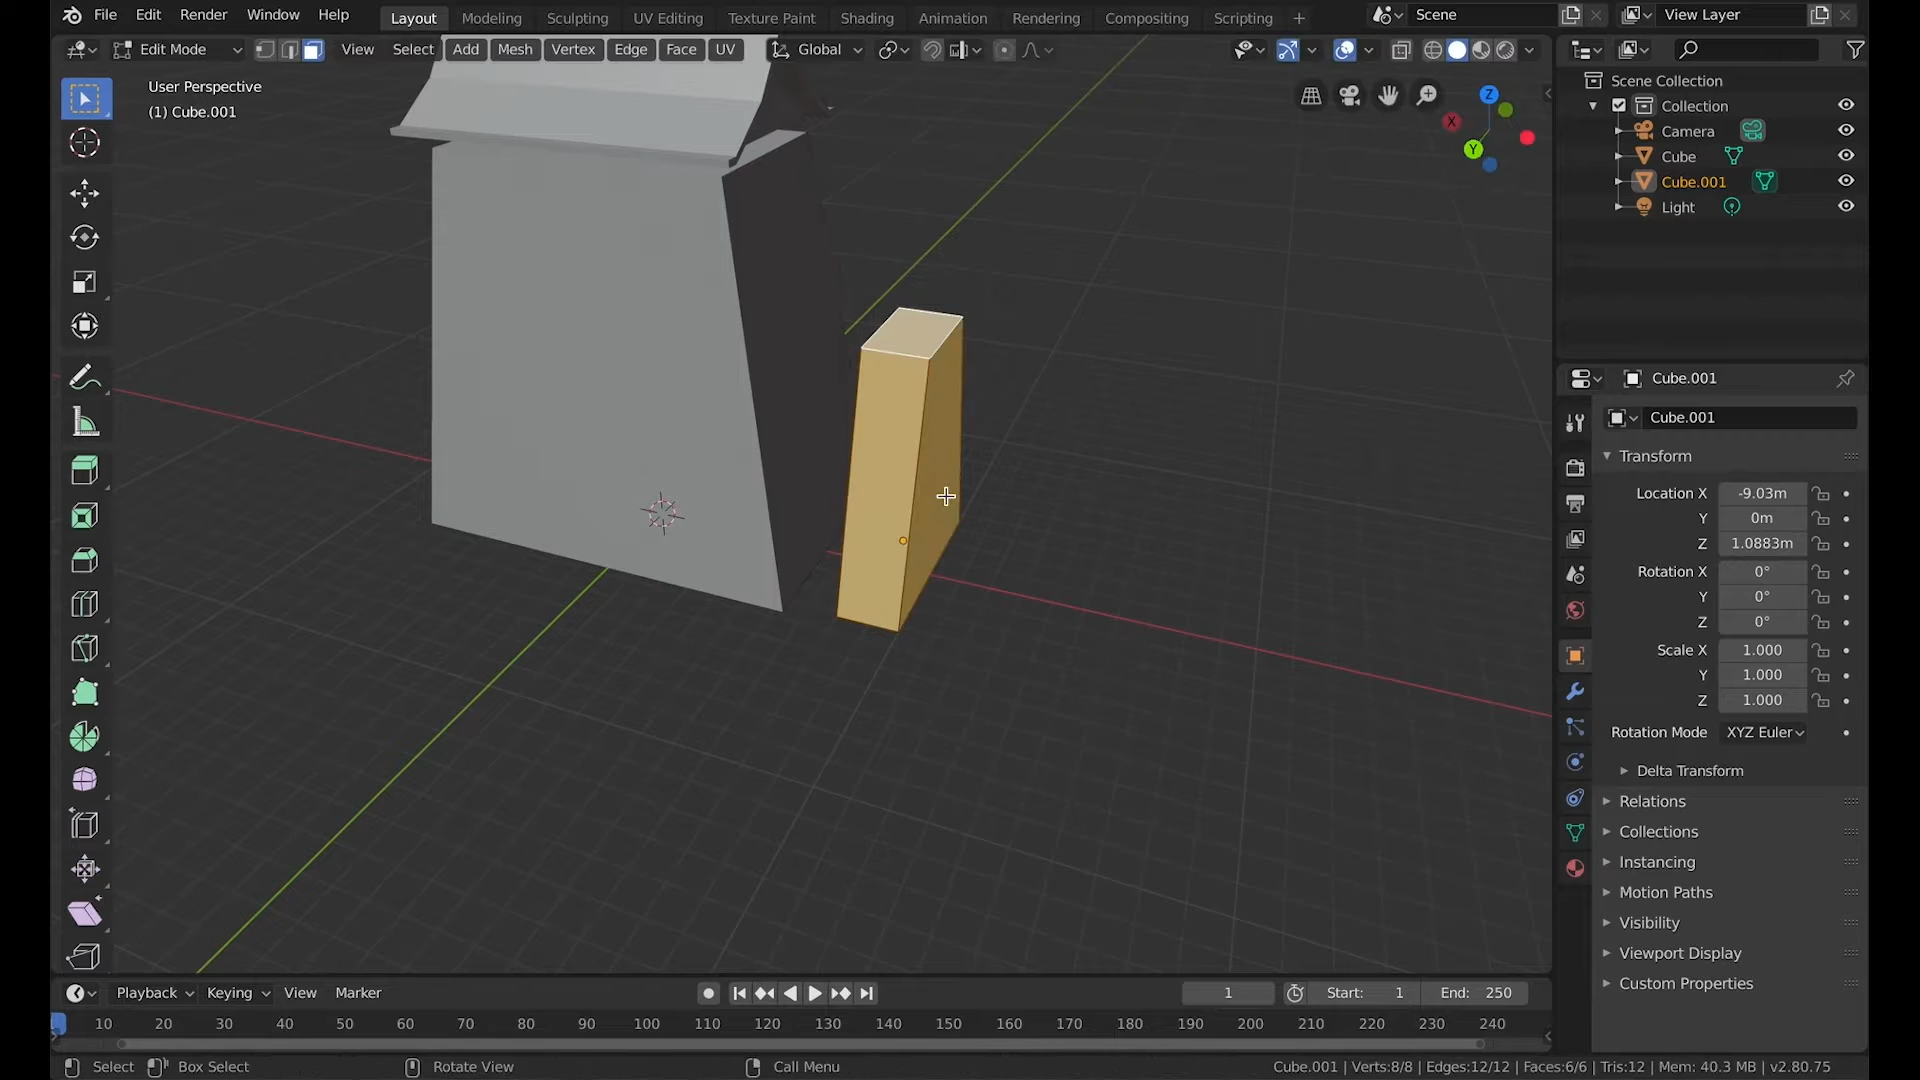 File Edit Render Window Help Layout Modeling Sculpting UV Editing Texture Paint Shading Animation Rendering Compositing Scripting + Scene View Layer
Edit Mode View Select Add Mesh Vertex Edge Face UV Global
User Perspective
(1) Cube.001
Z
X
Y
Scene Collection
Collection
Camera
Cube
Cube.001
Light
Cube.001
Cube.001
Transform
Location X -9.03m
Y 0m
Z 1.0883m
Rotation X 0°
Y 0°
Z 0°
Scale X 1.000
Y 1.000
Z 1.000
Rotation Mode XYZ Euler
Delta Transform
Relations
Collections
Instancing
Motion Paths
Visibility
Viewport Display
Custom Properties
Playback Keying View Marker 1 Start: 1 End: 250
10 20 30 40 50 60 70 80 90 100 110 120 130 140 150 160 170 180 190 200 210 220 230 240
Select Box Select Rotate View Call Menu Cube.001 | Verts:8/8 | Edges:12/12 | Faces:6/6 | Tris:12 | Mem: 40.3 MB | v2.80.75